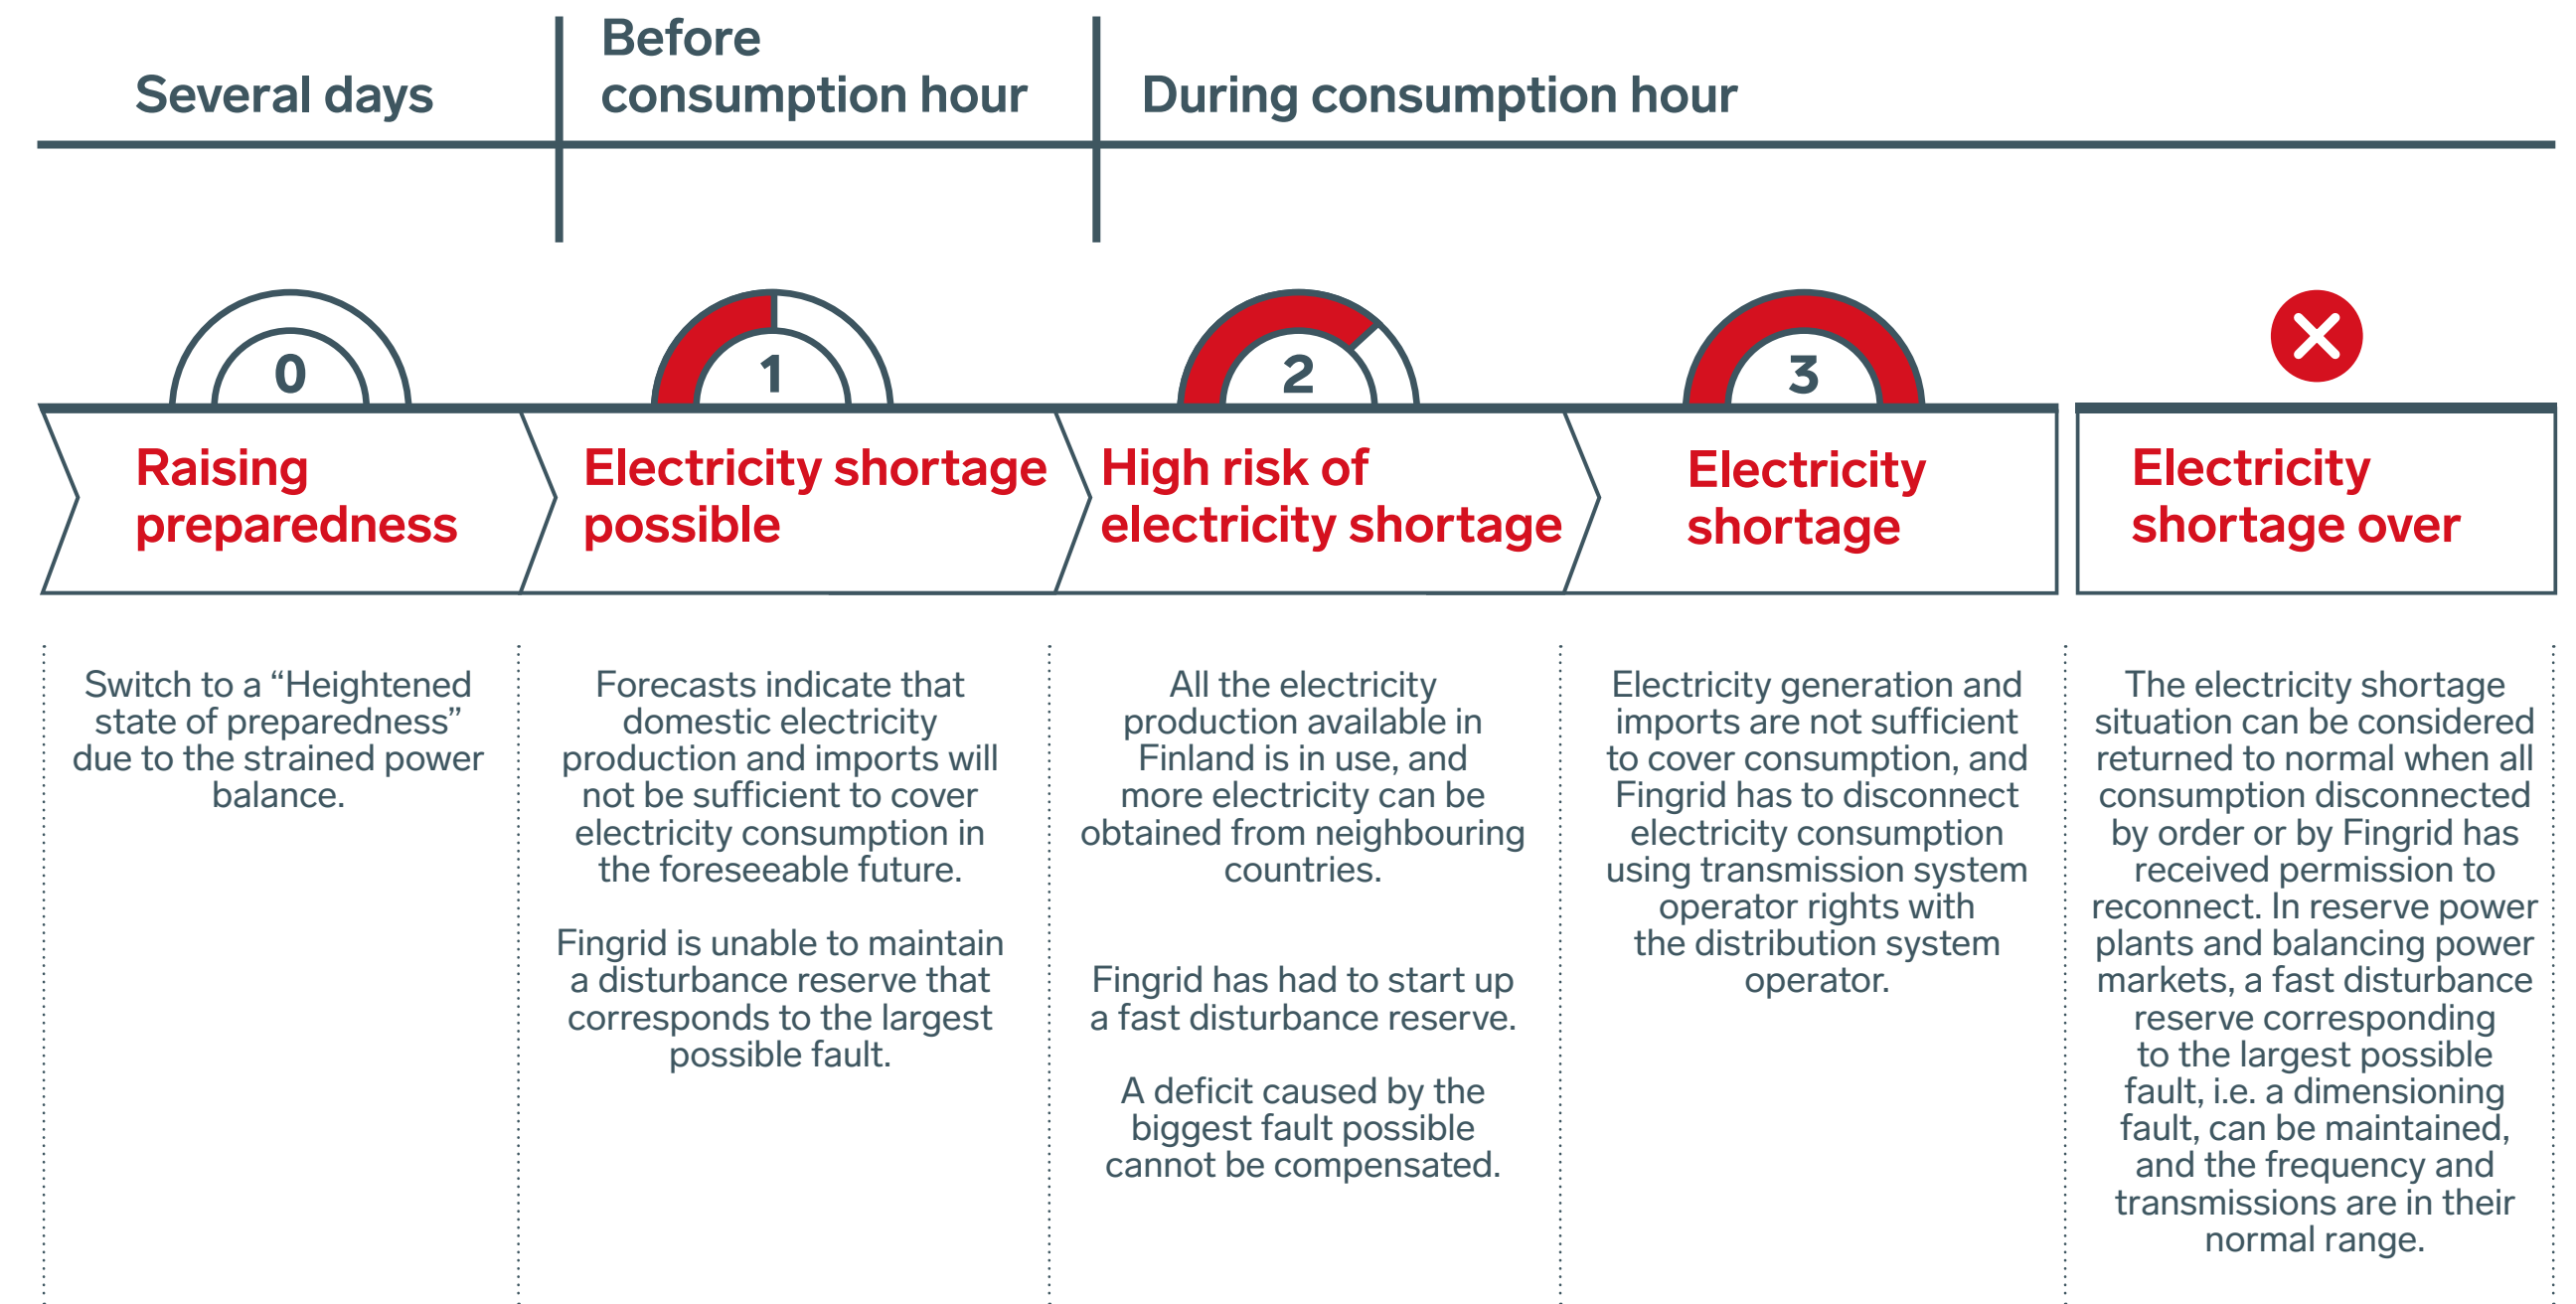 Several days
Before
consumption hour
During consumption hour
0
1
2
3
Raising
preparedness
Electricity shortage
possible
High risk of
electricity shortage
Electricity
shortage
Electricity
shortage over
Switch to a “Heightened
state of preparedness”
due to the strained power
balance.
Forecasts indicate that
domestic electricity
production and imports will
not be sufficient to cover
electricity consumption in
the foreseeable future.
Fingrid is unable to maintain
a disturbance reserve that
corresponds to the largest
possible fault.
All the electricity
production available in
Finland is in use, and
more electricity can be
obtained from neighbouring
countries.
Fingrid has had to start up
a fast disturbance reserve.
A deficit caused by the
biggest fault possible
cannot be compensated.
Electricity generation and
imports are not sufficient
to cover consumption, and
Fingrid has to disconnect
electricity consumption
using transmission system
operator rights with
the distribution system
operator.
The electricity shortage
situation can be considered
returned to normal when all
consumption disconnected
by order or by Fingrid has
received permission to
reconnect. In reserve power
plants and balancing power
markets, a fast disturbance
reserve corresponding
to the largest possible
fault, i.e. a dimensioning
fault, can be maintained,
and the frequency and
transmissions are in their
normal range.